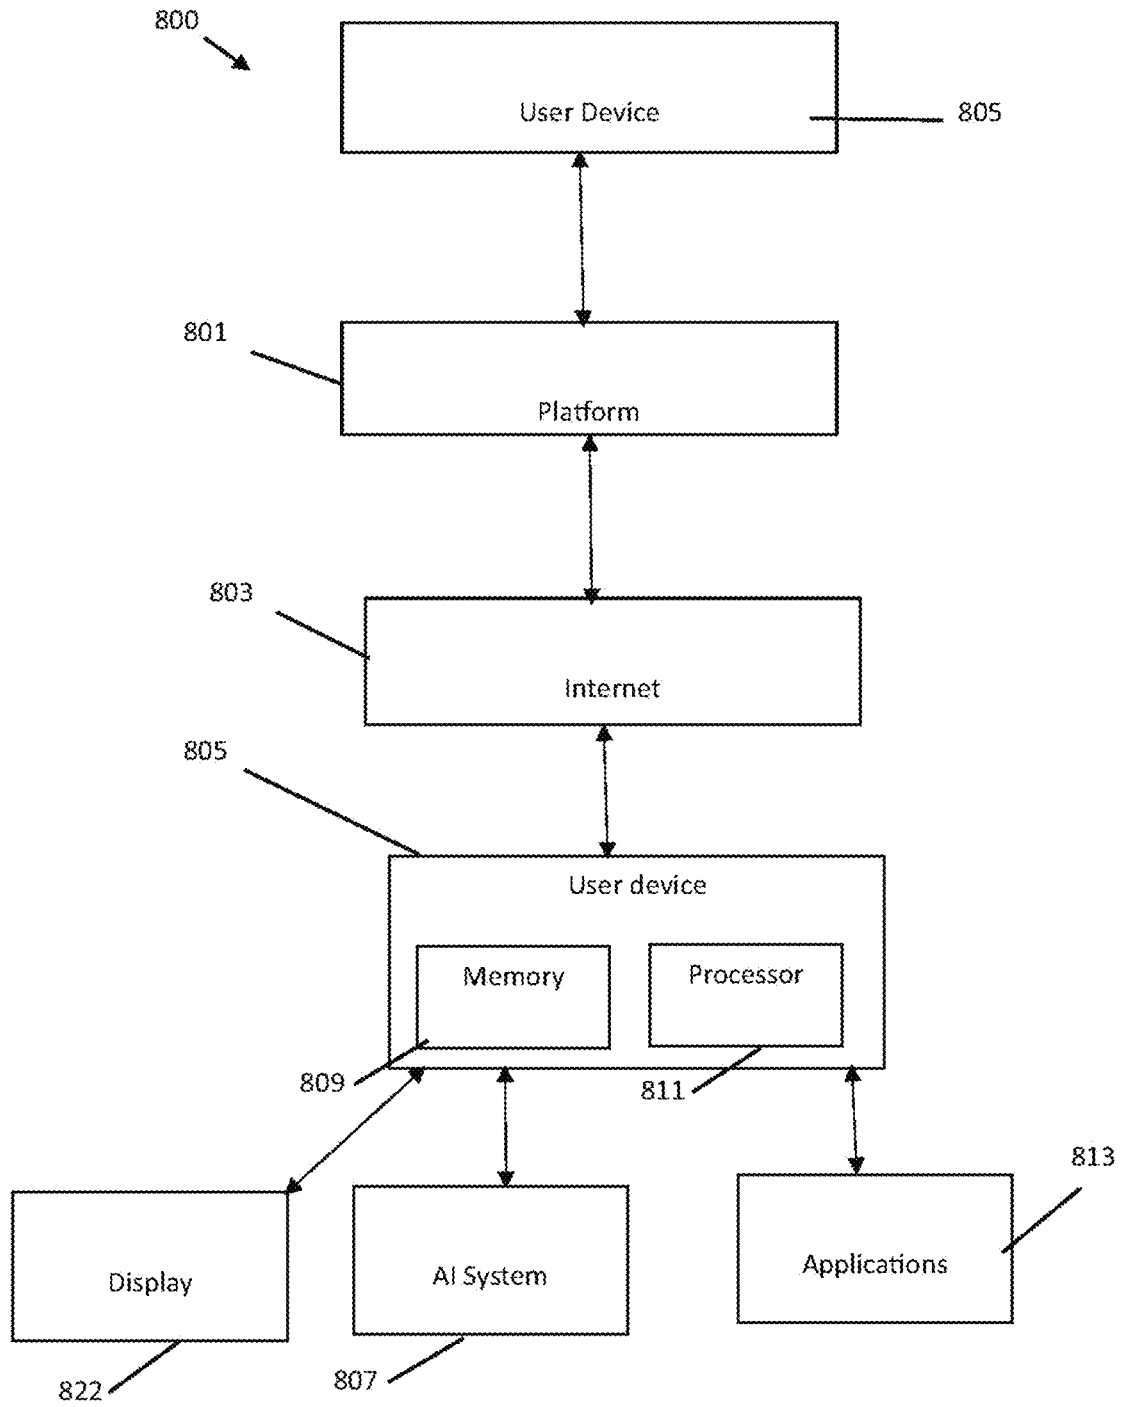 800
User Device
805
801
Platform
803
Internet
805
User device
Memory
Processor
809
811
813
Display
AI System
Applications
822
807